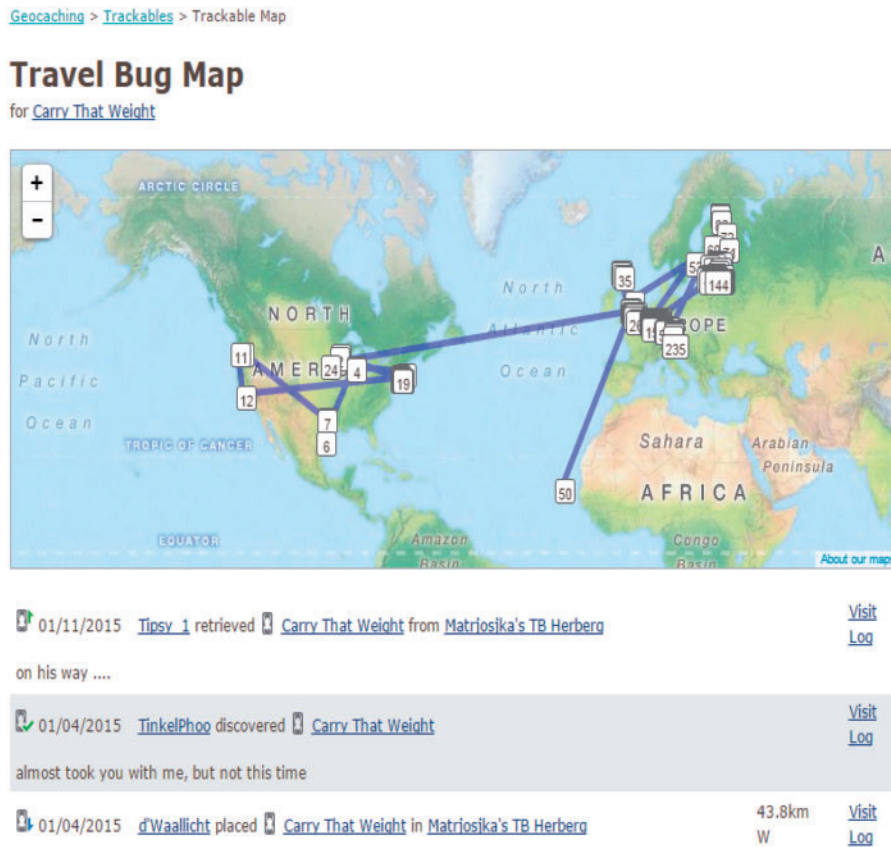 Geocaching > Trackables > Trackable Map
Travel Bug Map
for Carry That Weight
+
-
ARCTIC CIRCLE
A
35
53
144
North
Atlantic
Ocean
NORTH
North
Pacific
Ocean
11
24
4
19
12
235
7
6
TROPIC OF CANCER
Sahara
Arabian
Peninsula
50
AFRICA
EQUATOR
Amazon
Basin
Congo
Basin
About our maps
01/11/2015 Tipsy_1 retrieved Carry That Weight from Matrjosjka's TB Herberg
Visit
Log
on his way ....
01/04/2015 TinkelPhoo discovered Carry That Weight
Visit
Log
almost took you with me, but not this time
01/04/2015 d'Waallicht placed Carry That Weight in Matrjosjka's TB Herberg
43.8km
W
Visit
Log